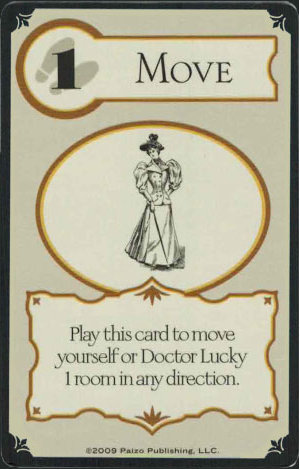 1 MOVE
Play this card to move
yourself or Doctor Lucky
1 room in any direction.
©2009 Paizo Publishing, LLC.